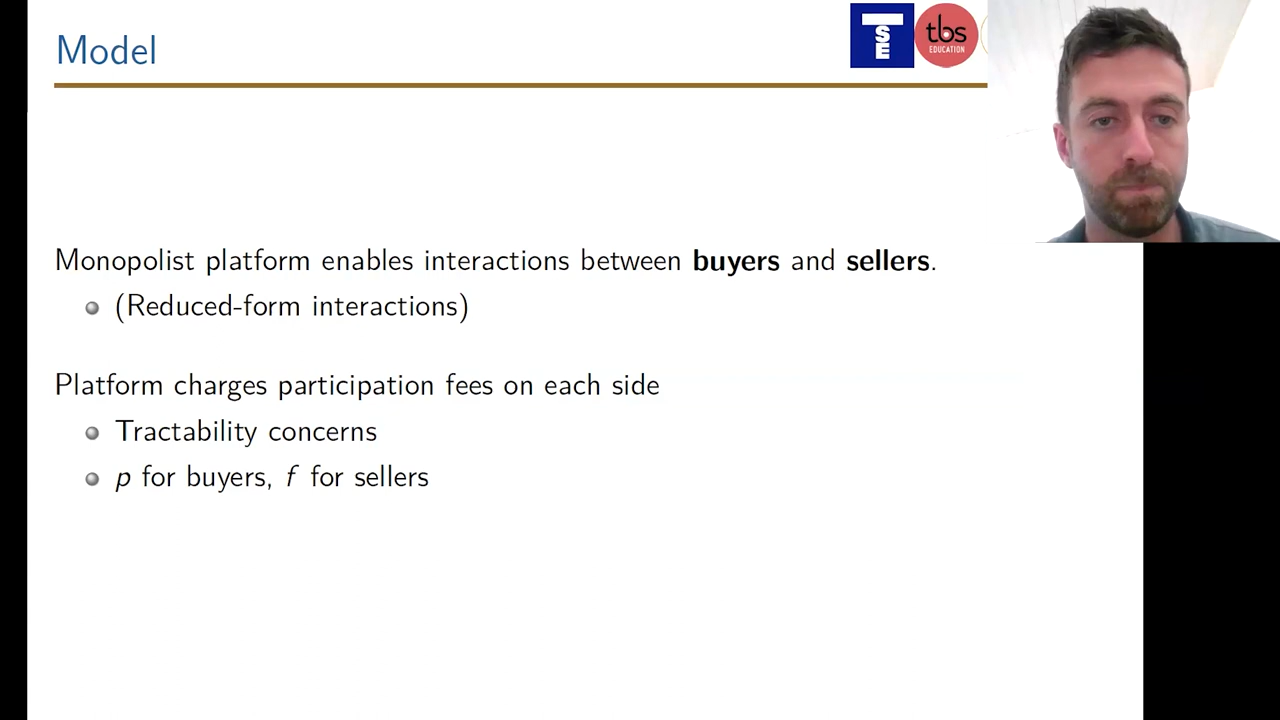 Model
TSE
tbs
EDUCATION
Monopolist platform enables interactions between buyers and sellers.
(Reduced-form interactions)
Platform charges participation fees on each side
Tractability concerns
p for buyers, f for sellers